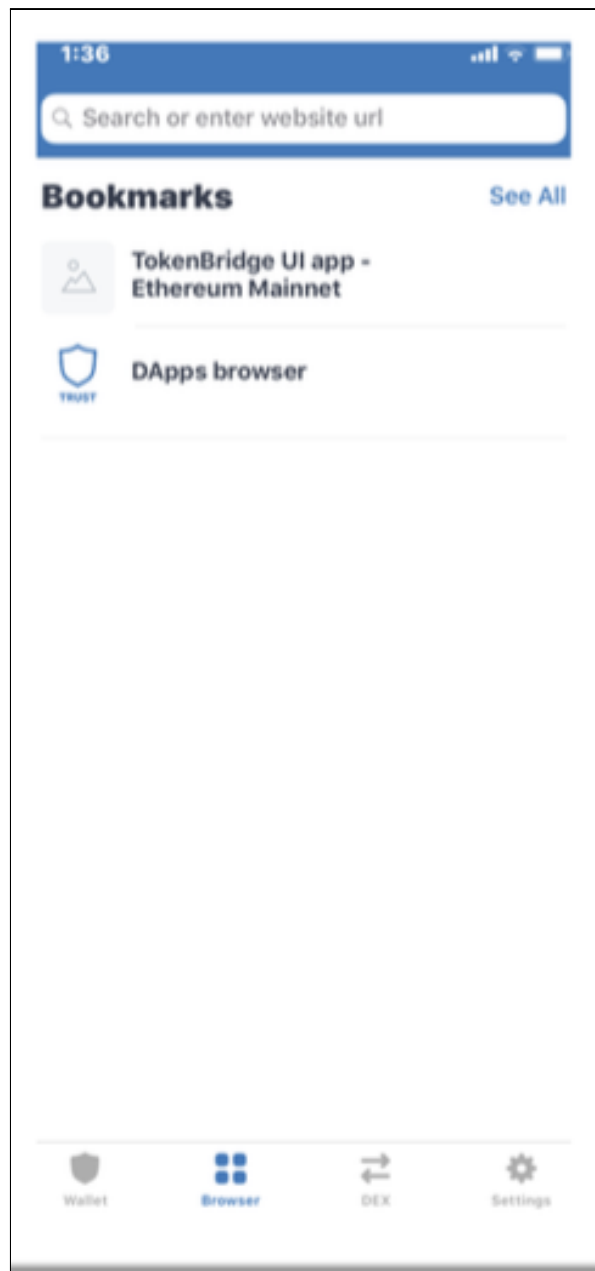 1:36
Search or enter website url
Bookmarks
See All
TokenBridge UI app -
Ethereum Mainnet
TRUST
DApps browser
Wallet
Browser
DEX
Settings